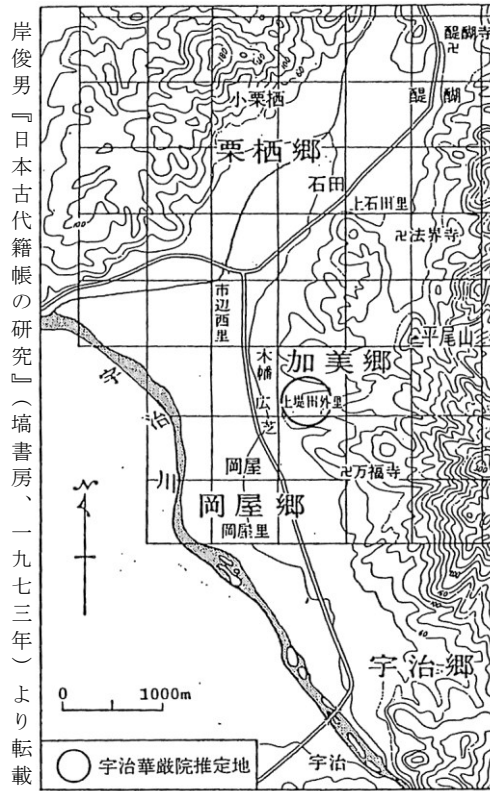 岸俊男『日本古代籍帳の研究』(塙書房、一九七三年)より転載
醍醐寺
醍醐
小栗栖
栗栖郷
石田
上石田里
法界寺
市辺西里
平尾山
加美郷
木幡
広芝
上堤田外里
宇治川
岡屋
万福寺
岡屋郷
岡屋里
宇治郷
0 1000m
宇治
宇治華厳院推定地